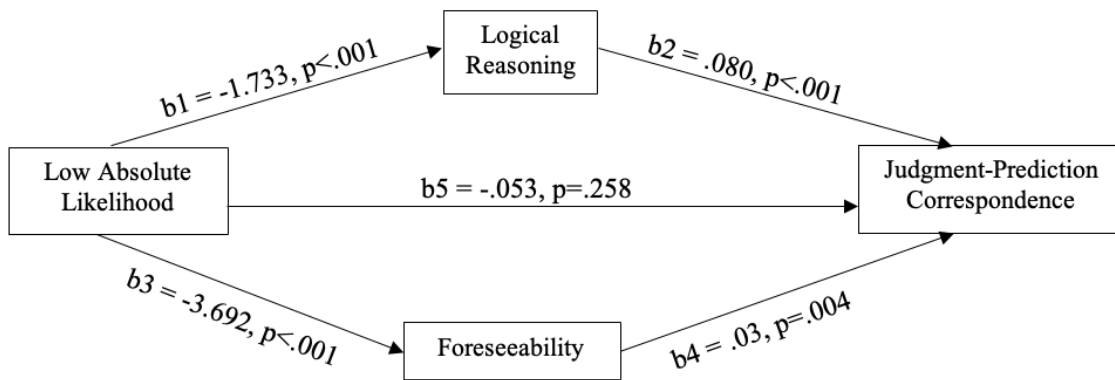 Logical
Reasoning
b1 = -1.733, p<.001
b2 = .080, p<.001
Low Absolute
Likelihood
b5 = -.053, p=.258
Judgment-Prediction
Correspondence
b3 = -3.692, p<.001
Foreseeability
b4 = .03, p=.004